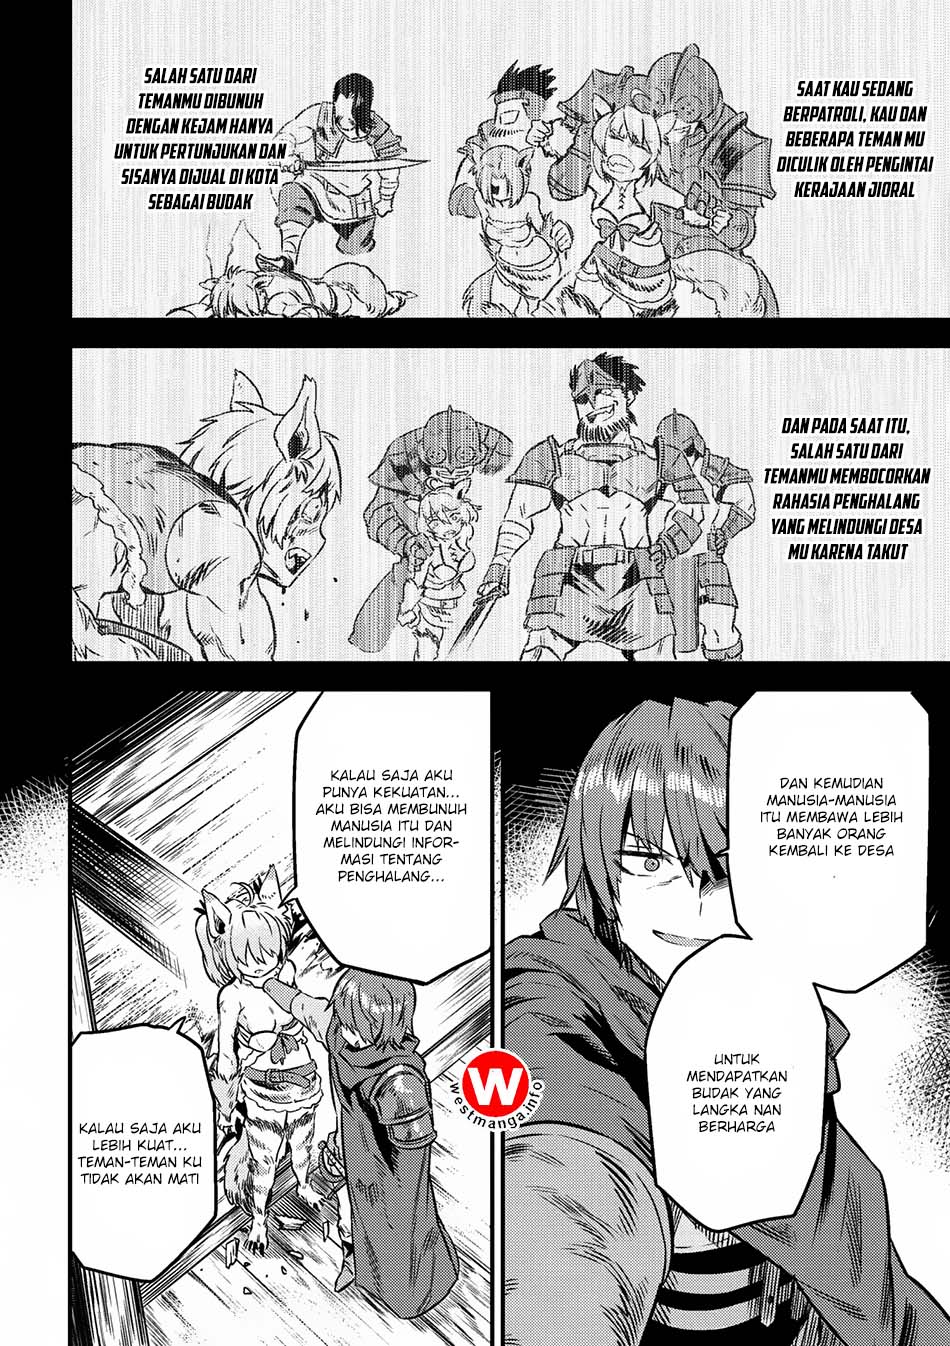 SAAT KAU SEDANG
BERPATROLI, KAU DAN
BEBERAPA TEMAN MU
DICULIK OLEH PENGINTAI
KERAJAAN JIORAL
SALAH SATU DARI
TEMANMU DIBUNUH
DENGAN KEJAM HANYA
UNTUK PERTUNJUKAN DAN
SISANYA DIJUAL DI KOTA
SEBAGAI BUDAK
DAN PADA SAAT ITU,
SALAH SATU DARI
TEMANMU MEMBOCORKAN
RAHASIA PENGHALANG
YANG MELINDUNGI DESA
MU KARENA TAKUT
DAN KEMUDIAN
MANUSIA-MANUSIA
ITU MEMBAWA LEBIH
BANYAK ORANG
KEMBALI KE DESA
UNTUK
MENDAPATKAN
BUDAK YANG
LANGKA NAN
BERHARGA
KALAU SAJA AKU
PUNYA KEKUATAN...
AKU BISA MEMBUNUH
MANUSIA ITU DAN
MELINDUNGI INFOR-
MASI TENTANG
PENGHALANG...
KALAU SAJA AKU
LEBIH KUAT...
TEMAN-TEMAN KU
TIDAK AKAN MATI
W
westmanga.info